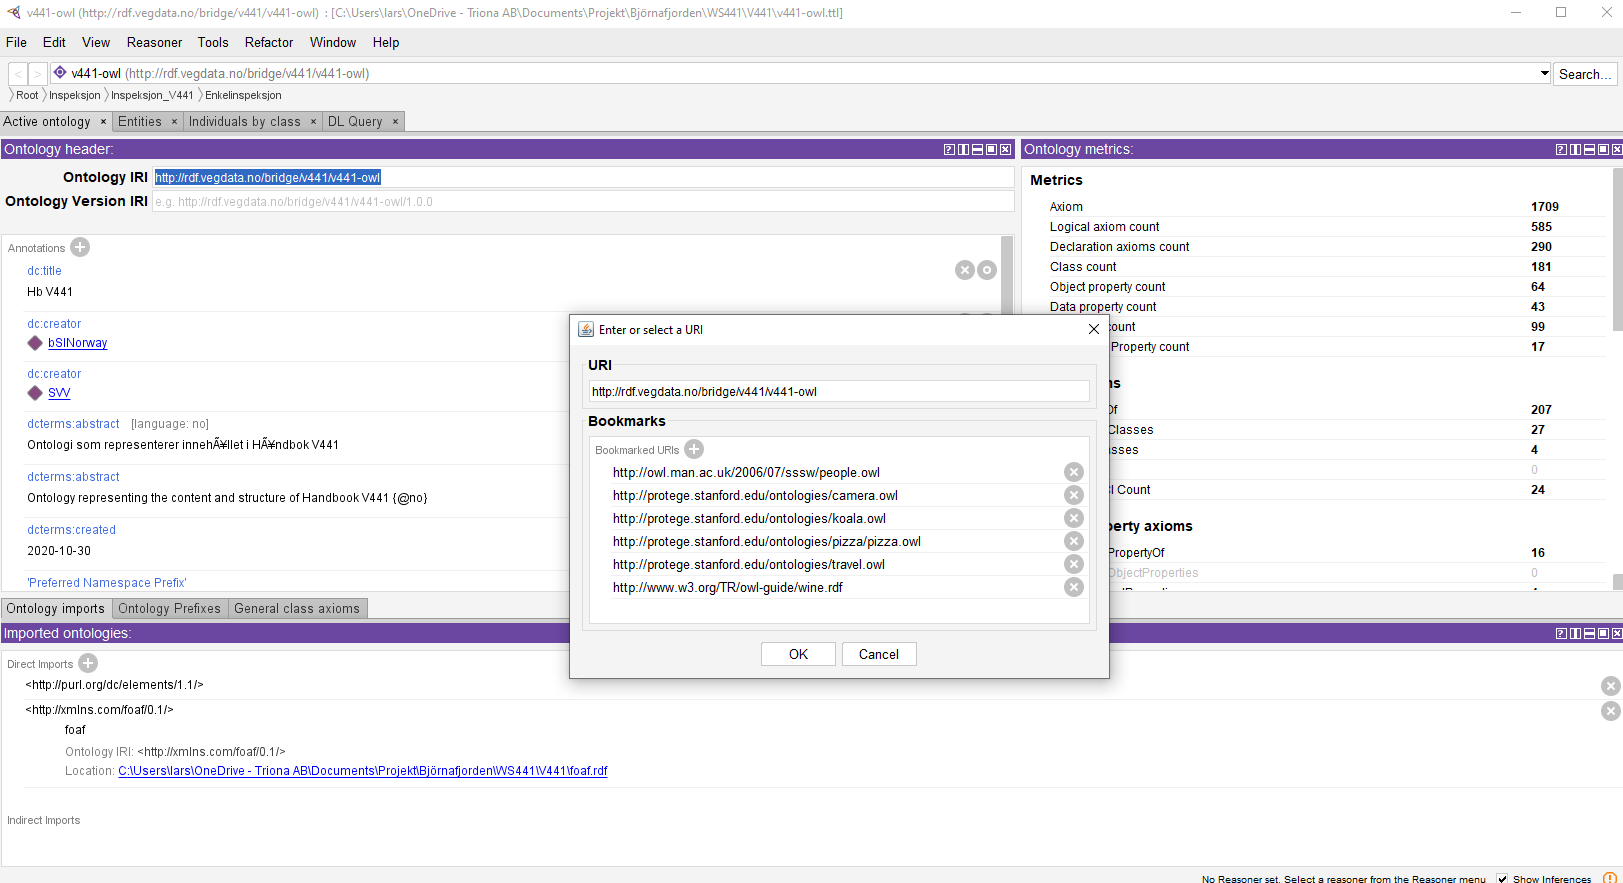 v441-owl (http://rdf.vegdata.no/bridge/v441/v441-owl) : [C:\Users\lars\OneDrive - Triona AB\Documents\Projekt\Björnafjorden\WS441\V441\v441-owl.ttl]
File Edit View Reasoner Tools Refactor Window Help
< > v441-owl (http://rdf.vegdata.no/bridge/v441/v441-owl) Search...
Root Inspeksjon Inspeksjon_V441 Enkelinspeksjon
Active ontology × Entities × Individuals by class × DL Query ×
Ontology header:
Ontology IRI http://rdf.vegdata.no/bridge/v441/v441-owl
Ontology Version IRI e.g. http://rdf.vegdata.no/bridge/v441/v441-owl/1.0.0
Annotations
dc:title
Hb V441
dc:creator
bSINorway
dc:creator
SVV
dcterms:abstract [language: no]
Ontologi som representerer innehÃ¥llet i HÃ¥ndbok V441
dcterms:abstract
Ontology representing the content and structure of Handbook V441 {@no}
dcterms:created
2020-10-30
'Preferred Namespace Prefix'
Ontology metrics:
Metrics
Axiom 1709
Logical axiom count 585
Declaration axioms count 290
Class count 181
Object property count 64
Data property count 43
count 99
Property count 17
ns
Of 207
Classes 27
sses 4
0
I Count 24
erty axioms
PropertyOf 16
ObjectProperties 0
Enter or select a URI
URI
http://rdf.vegdata.no/bridge/v441/v441-owl
Bookmarks
Bookmarked URIs
http://owl.man.ac.uk/2006/07/sssw/people.owl
http://protege.stanford.edu/ontologies/camera.owl
http://protege.stanford.edu/ontologies/koala.owl
http://protege.stanford.edu/ontologies/pizza/pizza.owl
http://protege.stanford.edu/ontologies/travel.owl
http://www.w3.org/TR/owl-guide/wine.rdf
OK Cancel
Ontology imports Ontology Prefixes General class axioms
Imported ontologies:
Direct Imports
<http://purl.org/dc/elements/1.1/>
<http://xmlns.com/foaf/0.1/>
foaf
Ontology IRI: <http://xmlns.com/foaf/0.1/>
Location: C:\Users\lars\OneDrive - Triona AB\Documents\Projekt\Björnafjorden\WS441\V441\foaf.rdf
Indirect Imports
No Reasoner set. Select a reasoner from the Reasoner menu Show Inferences